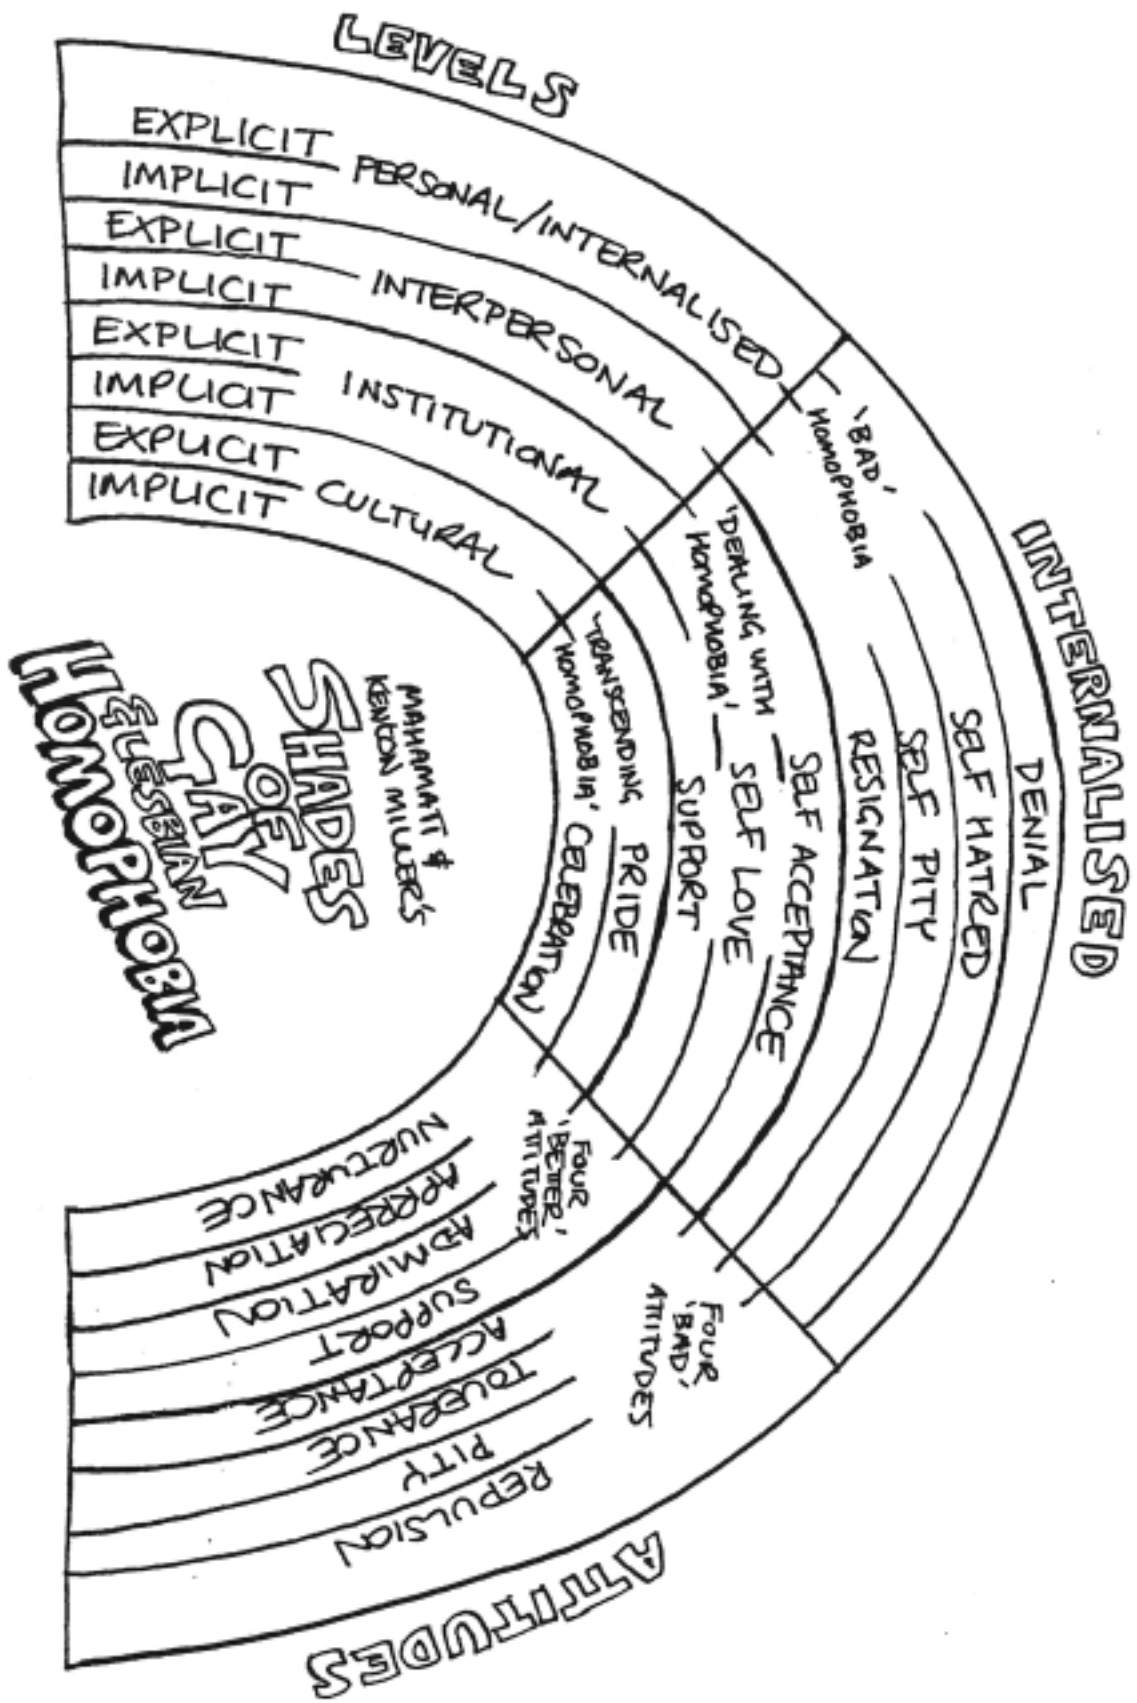 LEVELS
EXPLICIT
IMPLICIT
PERSONAL/INTERNALISED
EXPLICIT
IMPLICIT
INTERPERSONAL
EXPLICIT
IMPLICIT
INSTITUTIONAL
EXPLICIT
IMPLICIT
CULTURAL
INTERNALISED
'BAD'
HOMOPHOBIA
DENIAL
SELF HATRED
SELF PITY
RESIGNATION
'DEALING WITH
HOMOPHOBIA'
SELF ACCEPTANCE
SELF LOVE
SUPPORT
'TRANSCENDING
HOMOPHOBIA'
PRIDE
CELEBRATION
ATTITUDES
FOUR
'BETTER'
ATTITUDES
NURTURANCE
APPRECIATION
ADMIRATION
SUPPORT
FOUR
'BAD'
ATTITUDES
ACCEPTANCE
TOLERANCE
PITY
REPULSION
MAHAMATI &
KENTON MILLER'S
SHADES
OF
GAY
& LESBIAN
HOMOPHOBIA